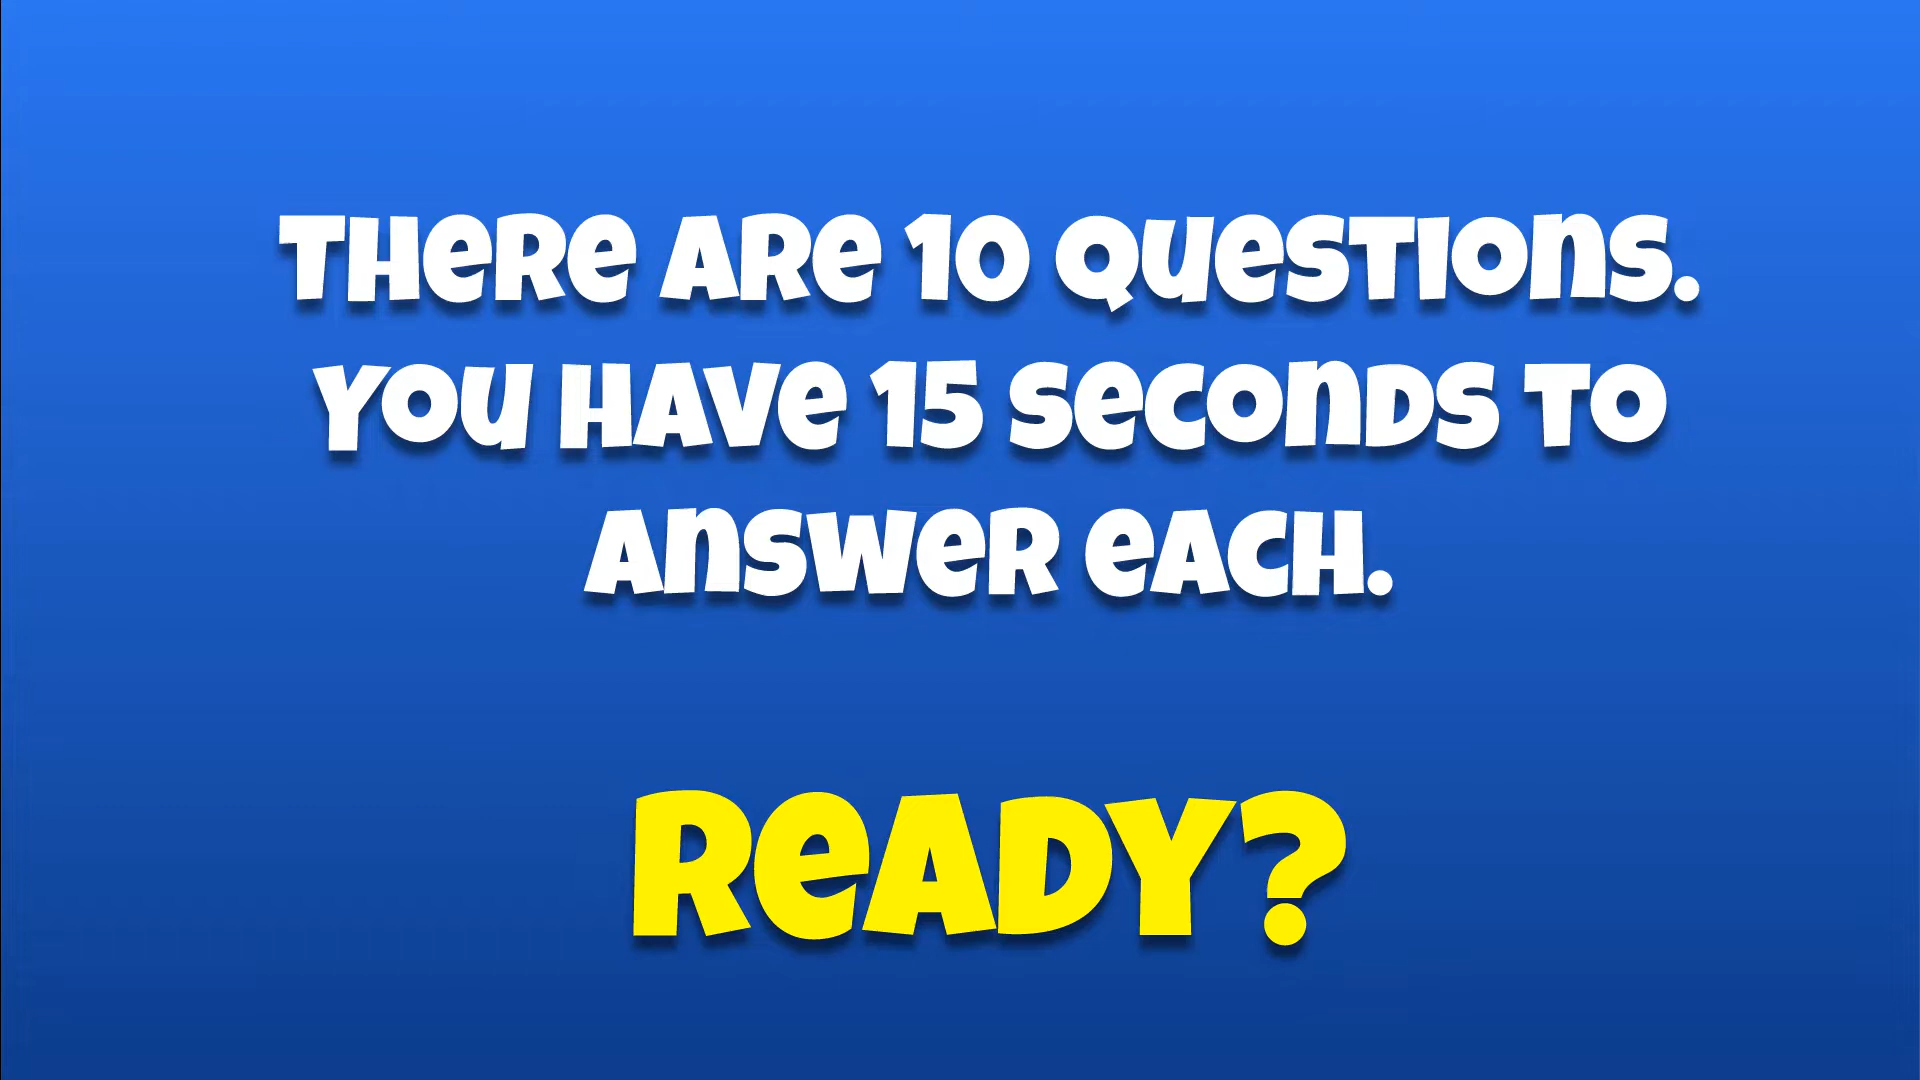 There are 10 questions.
You have 15 seconds to
answer each.
Ready?